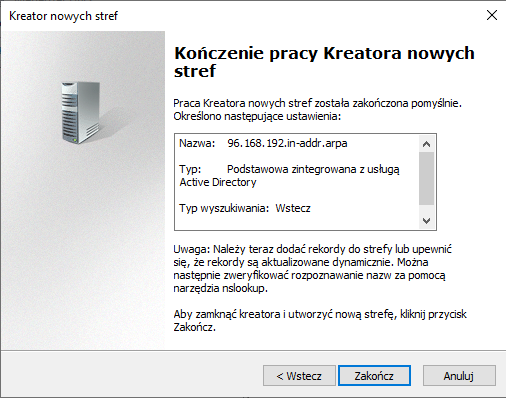 Kreator nowych stref
Kończenie pracy Kreatora nowych
stref
Praca Kreatora nowych stref została zakończona pomyślnie.
Określono następujące ustawienia:
Nazwa: 96.168.192.in-addr.arpa
Typ: Podstawowa zintegrowana z usługą
Active Directory
Typ wyszukiwania: Wstecz
Uwaga: Należy teraz dodać rekordy do strefy lub upewnić
się, że rekordy są aktualizowane dynamicznie. Można
następnie zweryfikować rozpoznawanie nazw za pomocą
narzędzia nslookup.
Aby zamknąć kreatora i utworzyć nową strefę, kliknij przycisk
Zakończ.
< Wstecz Zakończ Anuluj